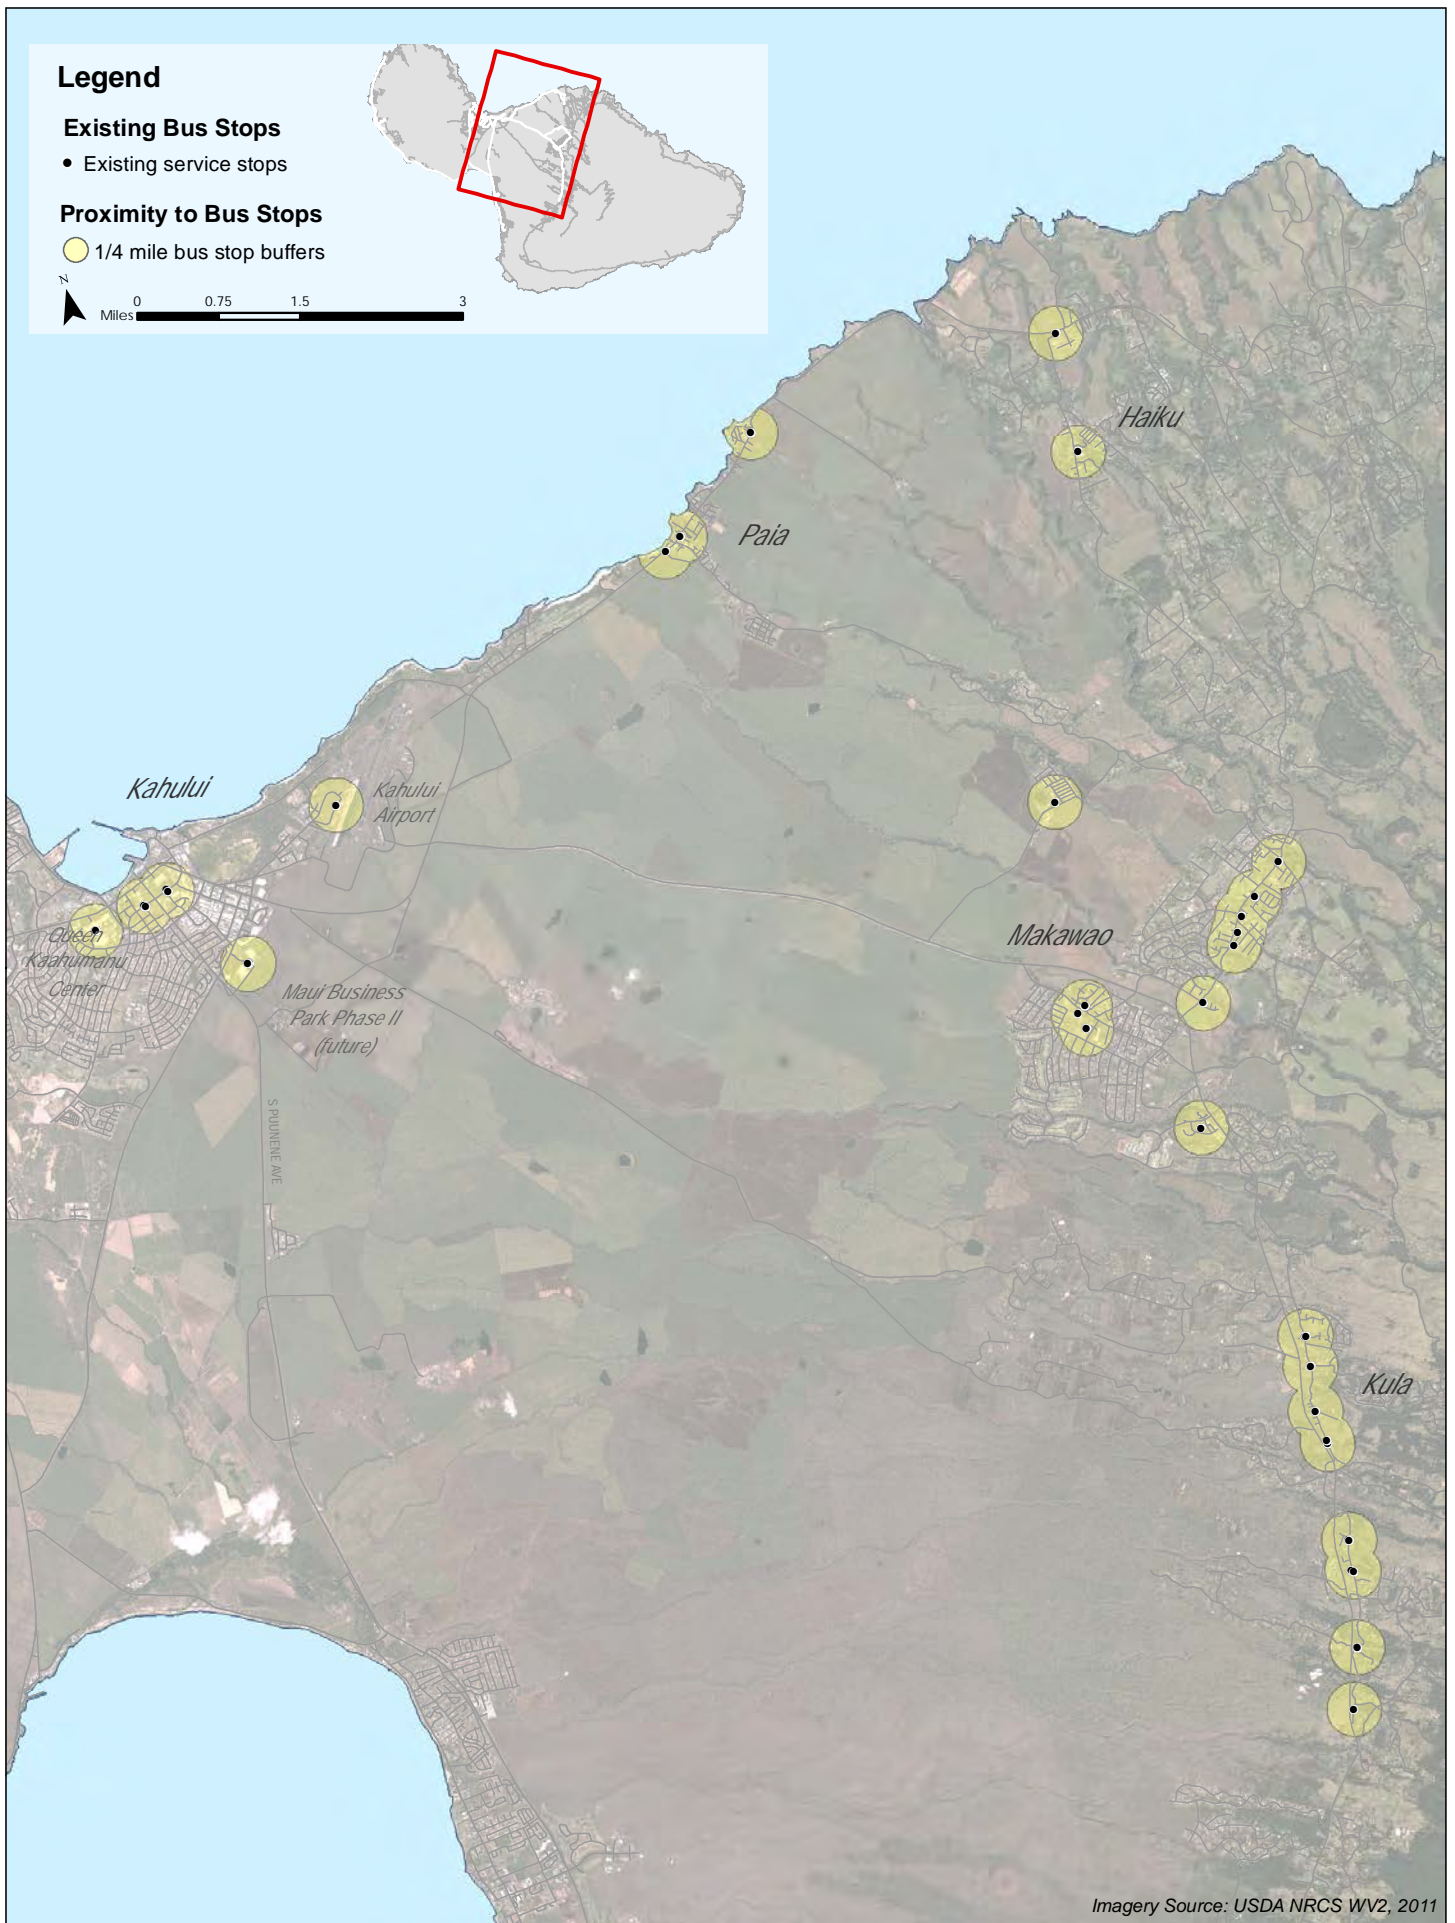 Legend
Existing Bus Stops
Existing service stops
Proximity to Bus Stops
1/4 mile bus stop buffers
N
0 0.75 1.5 3
Miles
Haiku
Paia
Kahului
Kahului
Airport
Makawao
Queen
Kaahumanu
Center
Maui Business
Park Phase II
(future)
S PUUNENE AVE
Kula
Imagery Source: USDA NRCS WV2, 2011